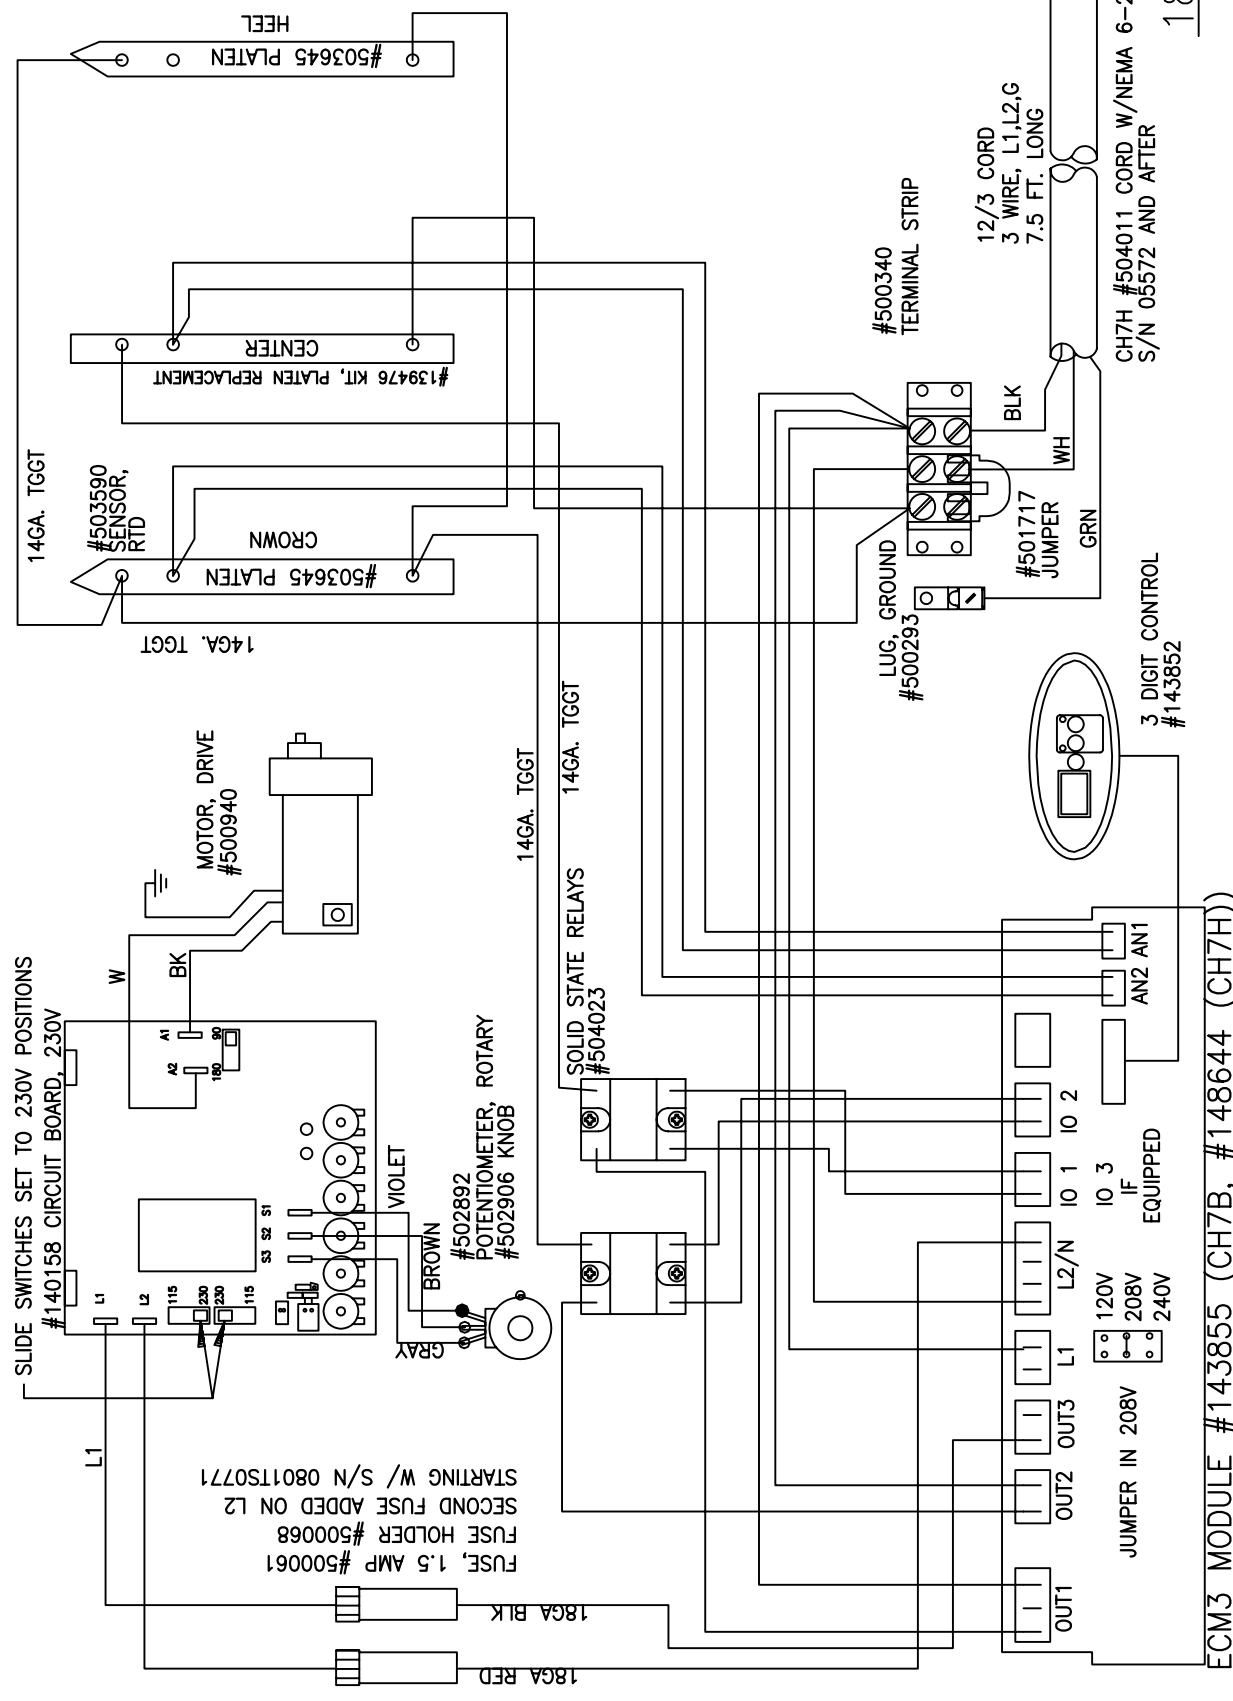 HEEL
#503645 PLATEN
14GA. TGGT
CENTER
#139476 KIT, PLATEN REPLACEMENT
#503590
SENSOR,
RTD
CROWN
#503645 PLATEN
14GA. TGGT
14GA. TGGT
14GA. TGGT
#500340
TERMINAL STRIP
12/3 CORD
3 WIRE, L1,L2,G
7.5 FT. LONG
CH7H #504011 CORD W/NEMA 6-2
S/N 05572 AND AFTER
18
BLK
WH
GRN
#501717
JUMPER
LUG, GROUND
#500293
3 DIGIT CONTROL
#143852
MOTOR, DRIVE
#500940
SLIDE SWITCHES SET TO 230V POSITIONS
#140158 CIRCUIT BOARD, 230V
W
BK
A1
A2
90
180
L1
L2
115
230
230
115
S3
S2
S1
VIOLET
BROWN
GRAY
#502892
POTENTIOMETER, ROTARY
#502906 KNOB
SOLID STATE RELAYS
#504023
L1
FUSE, 1.5 AMP #500061
FUSE HOLDER #500068
SECOND FUSE ADDED ON L2
STARTING W/ S/N 0801TS0771
18GA BLK
18GA RED
OUT1
OUT2
OUT3
L1
L2/N
IO 1
IO 2
AN2
AN1
IO 3
IF
EQUIPPED
JUMPER IN 208V
120V
208V
240V
ECM3 MODULE #143855 (CH7B, #148644 (CH7H))